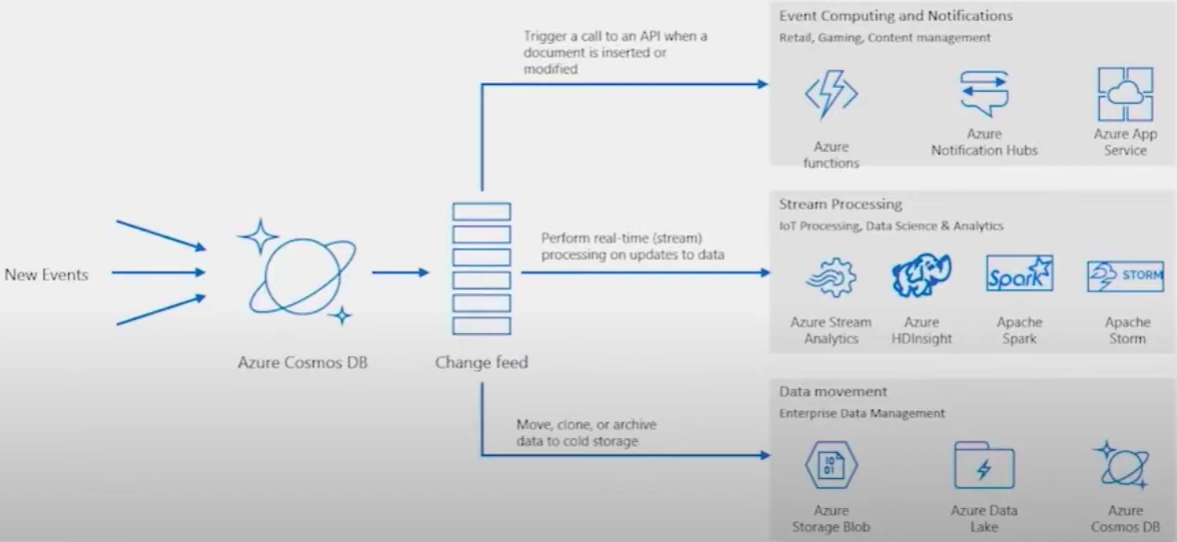 Event Computing and Notifications
Retail, Gaming, Content management
Trigger a call to an API when a
document is inserted or
modified
Azure
functions
Azure
Notification Hubs
Azure App
Service
Stream Processing
IoT Processing, Data Science & Analytics
Perform real-time (stream)
processing on updates to data
New Events
Spark
STORM
Azure Stream
Analytics
Azure
HDInsight
Apache
Spark
Apache
Storm
Azure Cosmos DB
Change feed
Data movement
Enterprise Data Management
Move, clone, or archive
data to cold storage
10
01
Azure
Storage Blob
Azure Data
Lake
Azure
Cosmos DB